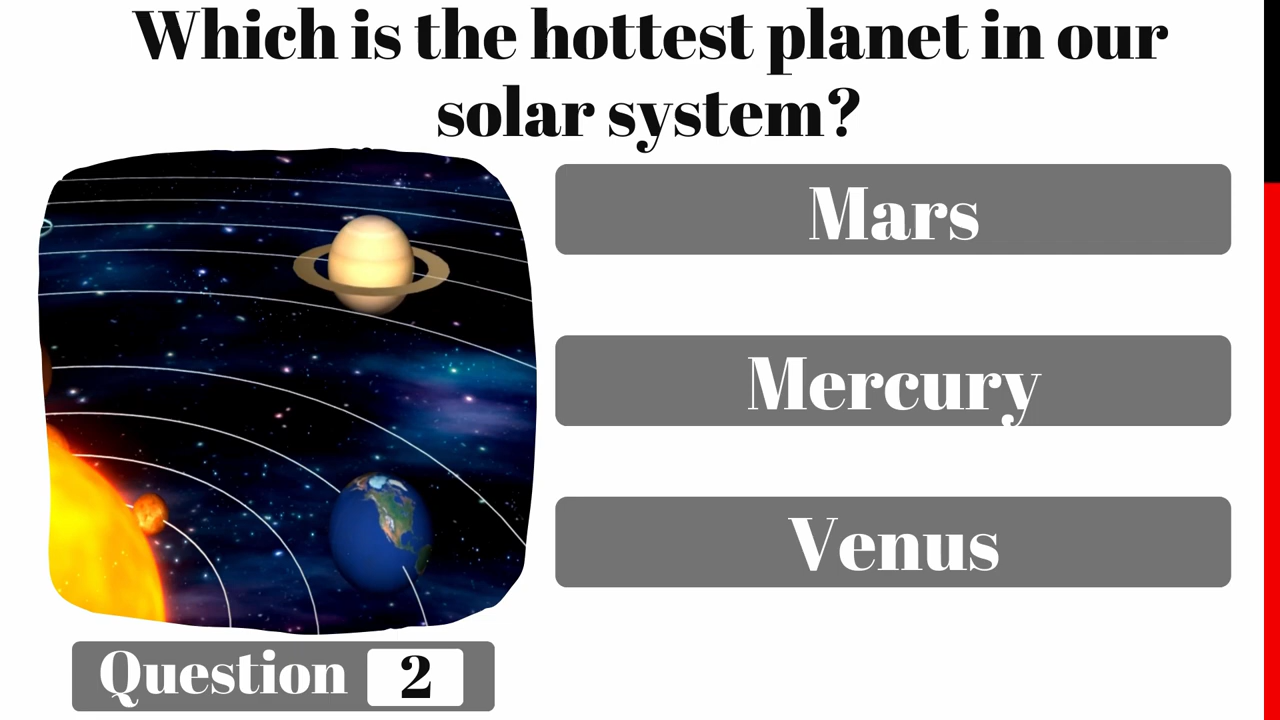 Which is the hottest planet in our
solar system?
Mars
Mercury
Venus
Question 2